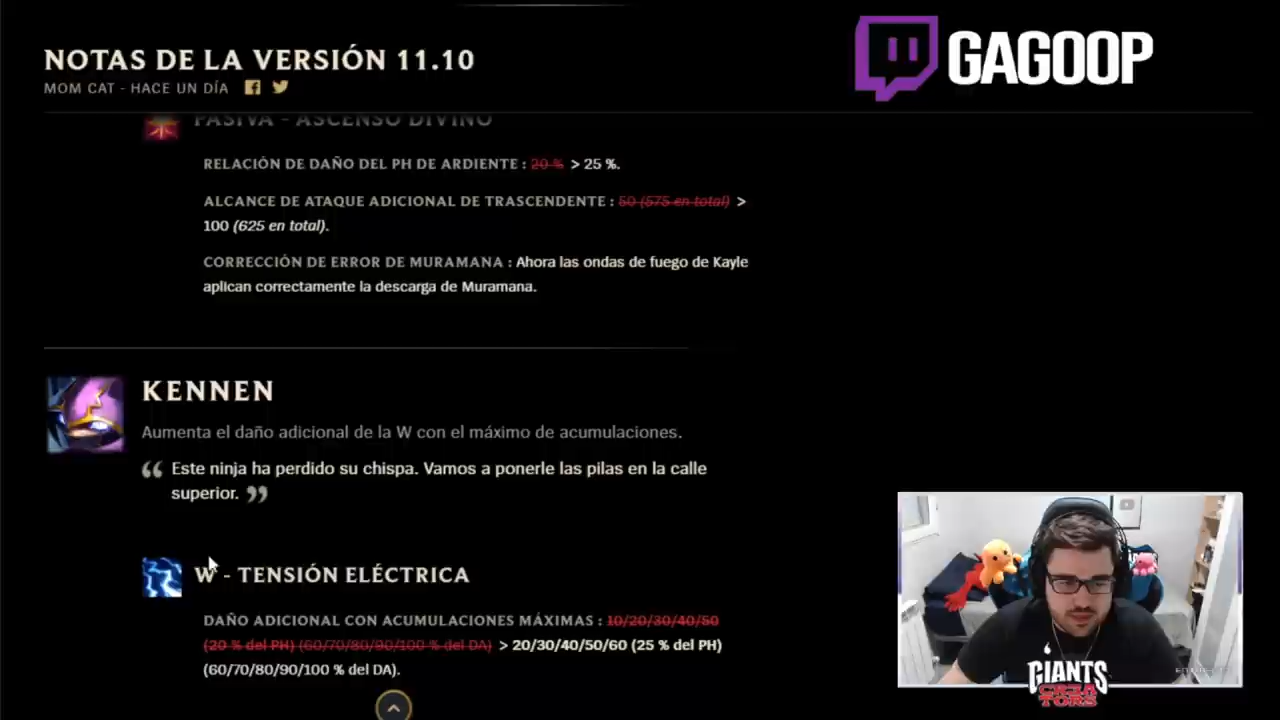 NOTAS DE LA VERSIÓN 11.10
MOM CAT - HACE UN DÍA
GAGOOP
PASIVA - ASCENSO DIVINO
RELACIÓN DE DAÑO DEL PH DE ARDIENTE : 20 % > 25 %.
ALCANCE DE ATAQUE ADICIONAL DE TRASCENDENTE : 50 (575 en total) >
100 (625 en total).
CORRECCIÓN DE ERROR DE MURAMANA : Ahora las ondas de fuego de Kayle
aplican correctamente la descarga de Muramana.
KENNEN
Aumenta el daño adicional de la W con el máximo de acumulaciones.
“ Este ninja ha perdido su chispa. Vamos a ponerle las pilas en la calle
superior. ”
W - TENSIÓN ELÉCTRICA
DAÑO ADICIONAL CON ACUMULACIONES MÁXIMAS : 10/20/30/40/50
(20 % del PH) (60/70/80/90/100 % del DA) > 20/30/40/50/60 (25 % del PH)
(60/70/80/90/100 % del DA).
GIANTS
CREA
TORS